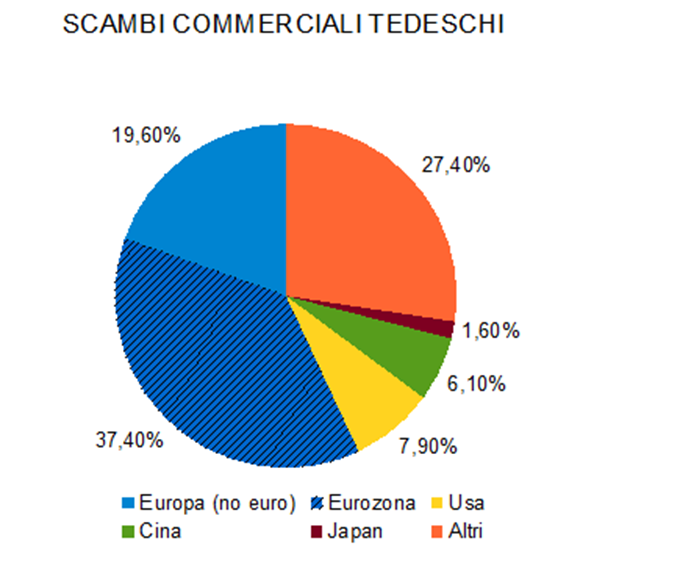 SCAMBI COMMERCIALI TEDESCHI
19,60%
27,40%
1,60%
6,10%
37,40%
7,90%
Europa (no euro) Eurozona Usa
Cina Japan Altri